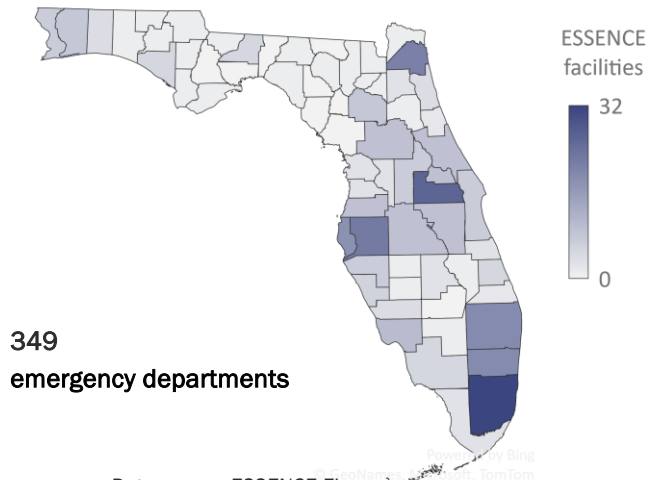 ESSENCE
facilities
32
0
349
emergency departments
Powered by Bing
© GeoNames, Microsoft, TomTom